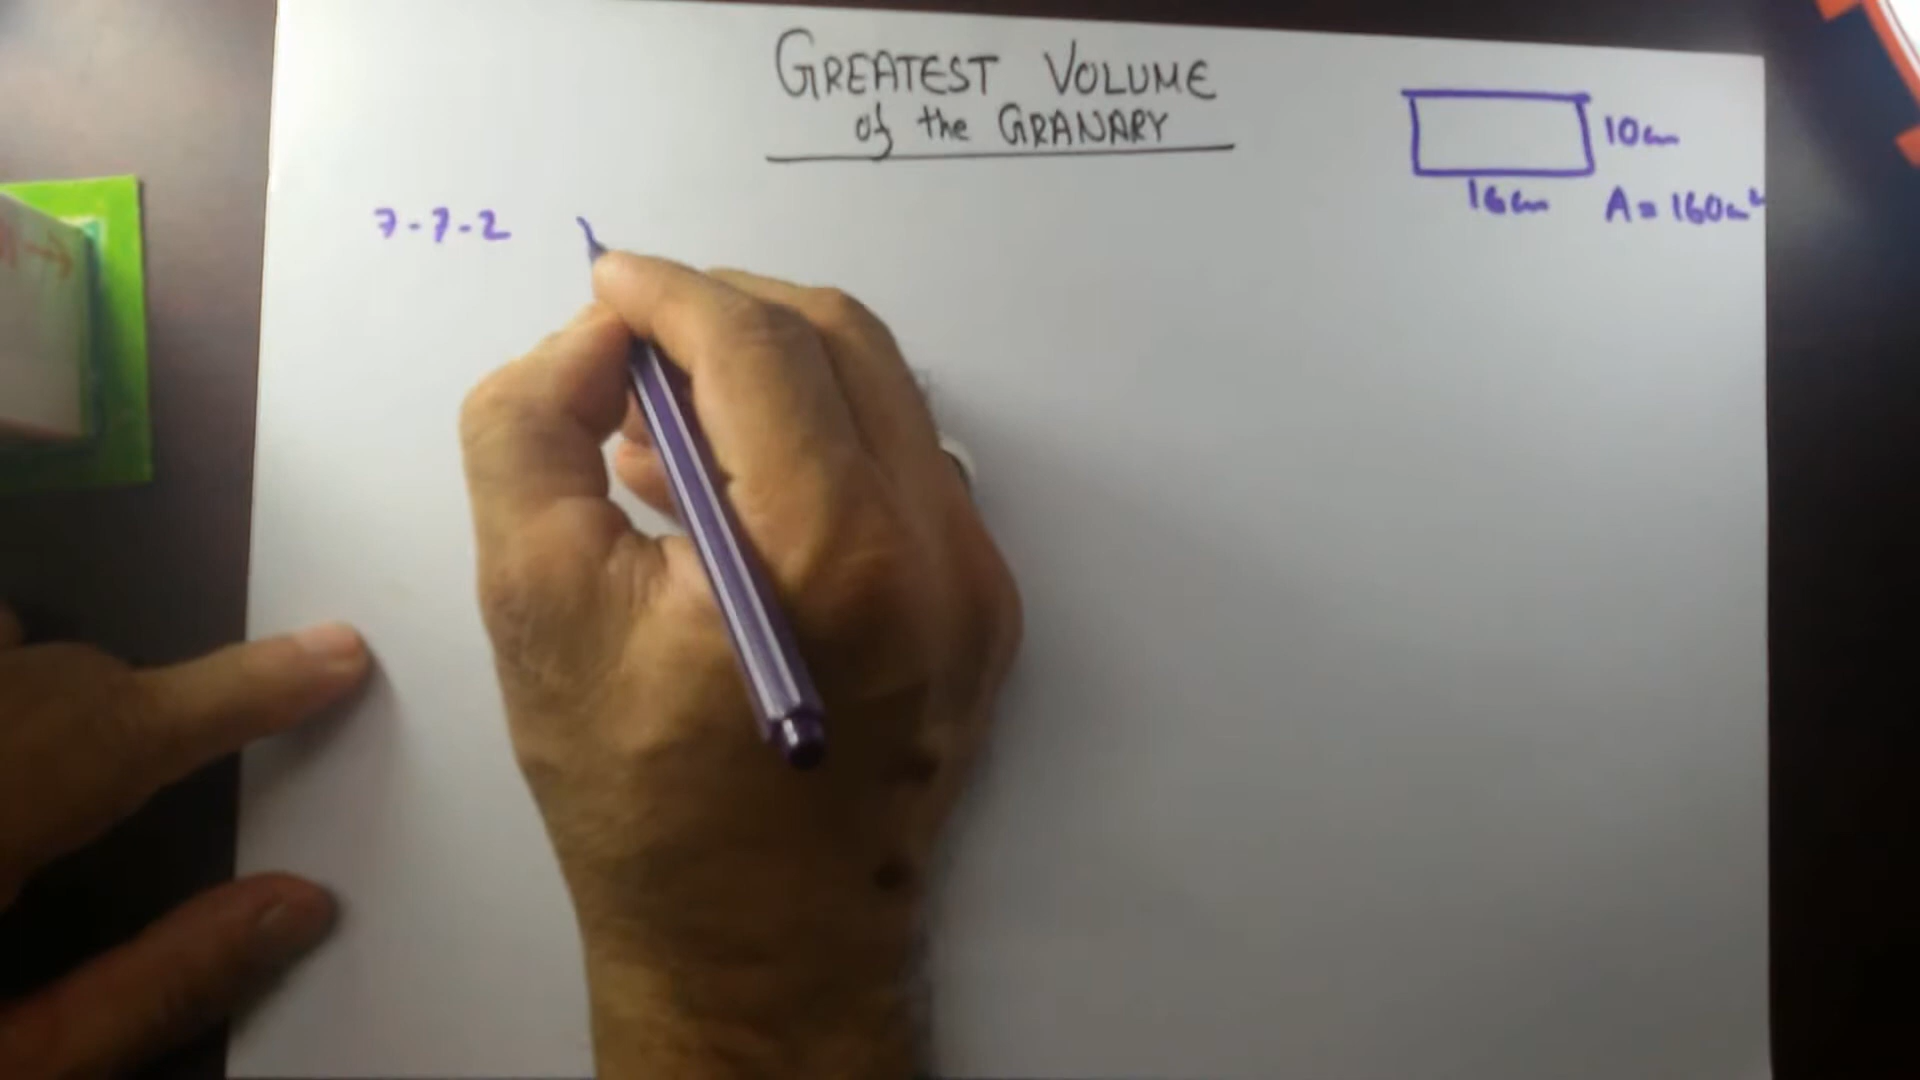 GREATEST VOLUME
of the GRANARY
10cm
16cm A = 160cm²
7-7-2